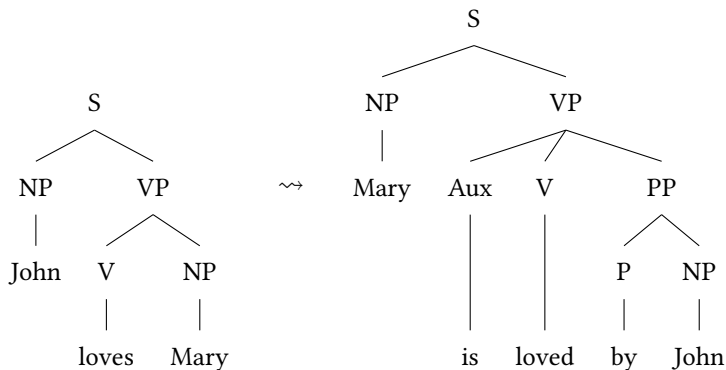 S
S
NP VP
NP VP
⇝ Mary Aux V PP
John V NP
P NP
loves Mary
is loved by John